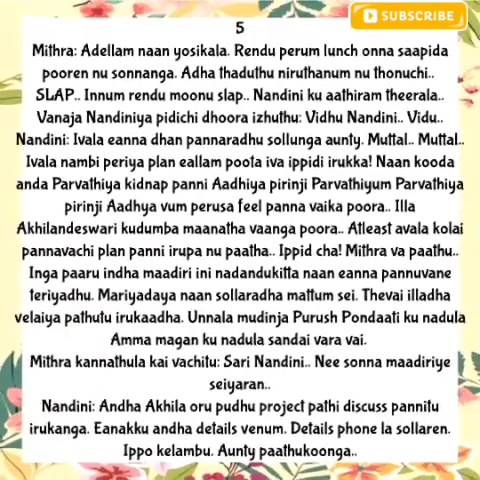 SUBSCRIBE
5
Mithra: Adellam naan yosikala. Rendu perum lunch onna saapida
pooren nu sonnanga. Adha thaduthu niruthanum nu thonuchi..
SLAP.. Innum rendu moonu slap.. Nandini ku aathiram theerala..
Vanaja Nandiniya pidichi dhoora izhuthu: Vidhu Nandini.. Vidu..
Nandini: Ivala eanna dhan pannaradhu sollunga aunty. Muttal.. Muttal..
Ivala nambi periya plan eallam poota iva ippidi irukka! Naan kooda
anda Parvathiya kidnap panni Aadhiya pirinji Parvathiyum Parvathiya
pirinji Aadhya vum perusa feel panna vaika poora.. Illa
Akhilandeswari kudumba maanatha vaanga poora.. Atleast avala kolai
pannavachi plan panni irupa nu paatha.. Ippid cha! Mithra va paathu..
Inga paaru indha maadiri ini nadandukitta naan eanna pannuvane
teriyadhu. Mariyadaya naan sollaradha mattum sei. Thevai illadha
velaiya pathutu irukaadha. Unnala mudinja Purush Pondaati ku nadula
Amma magan ku nadula sandai vara vai.
Mithra kannathula kai vachitu: Sari Nandini.. Nee sonna maadiriye
seiyaran..
Nandini: Andha Akhila oru pudhu project pathi discuss pannitu
irukanga. Eanakku andha details venum. Details phone la sollaren.
Ippo kelambu. Aunty paathukoonga..